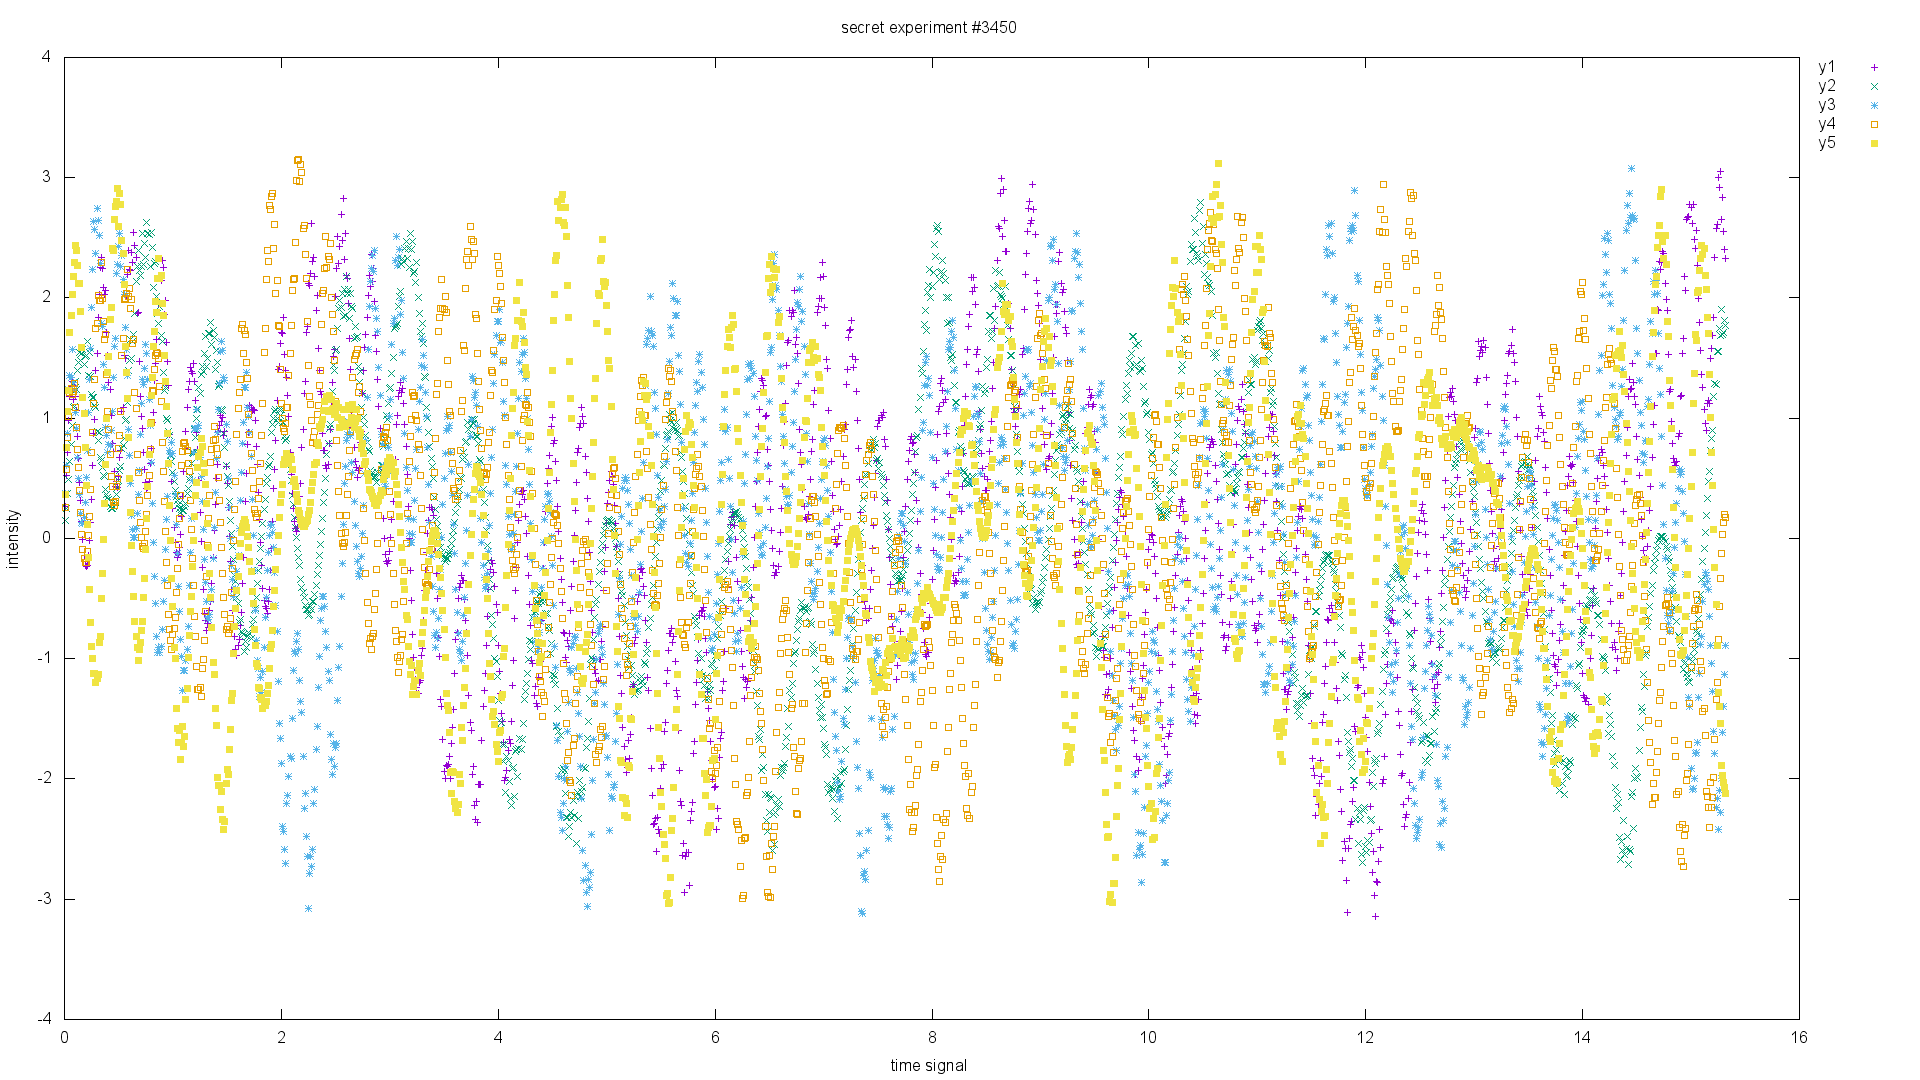 secret experiment #3450
y1
y2
y3
y4
y5
4
3
2
1
0
-1
-2
-3
-4
intensity
0 2 4 6 8 10 12 14 16
time signal